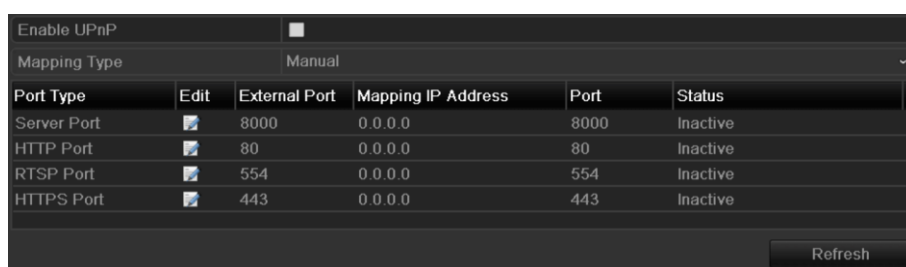 Enable UPnP
Mapping Type Manual
Port Type Edit External Port Mapping IP Address Port Status
Server Port 8000 0.0.0.0 8000 Inactive
HTTP Port 80 0.0.0.0 80 Inactive
RTSP Port 554 0.0.0.0 554 Inactive
HTTPS Port 443 0.0.0.0 443 Inactive
Refresh